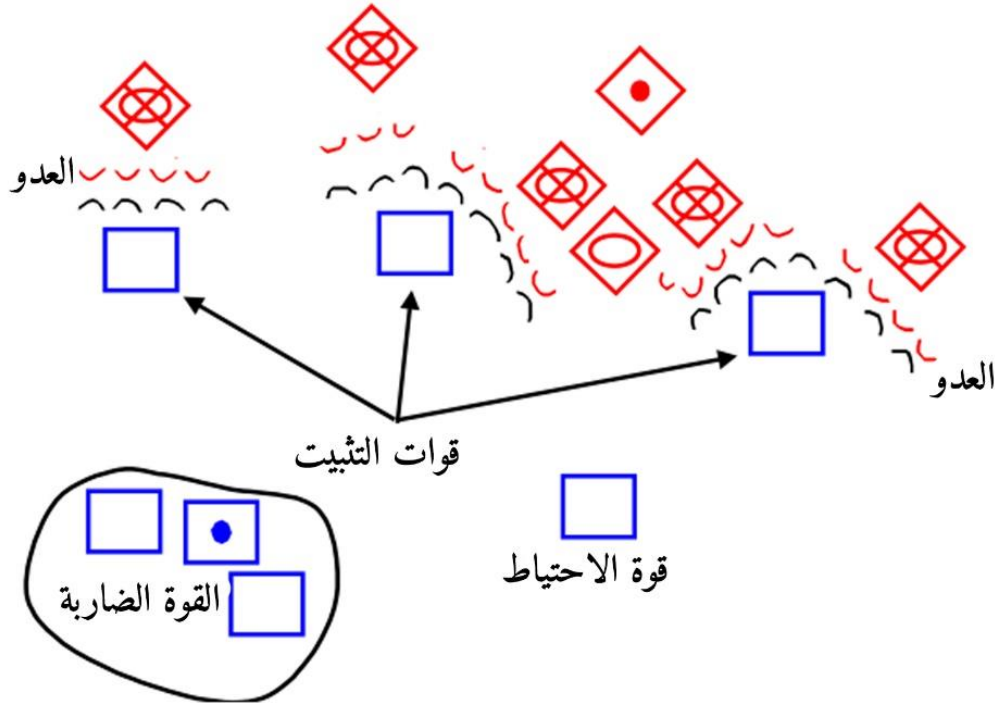 العدو
العدو
قوات التثبيت
قوة الاحتياط
القوة الضاربة